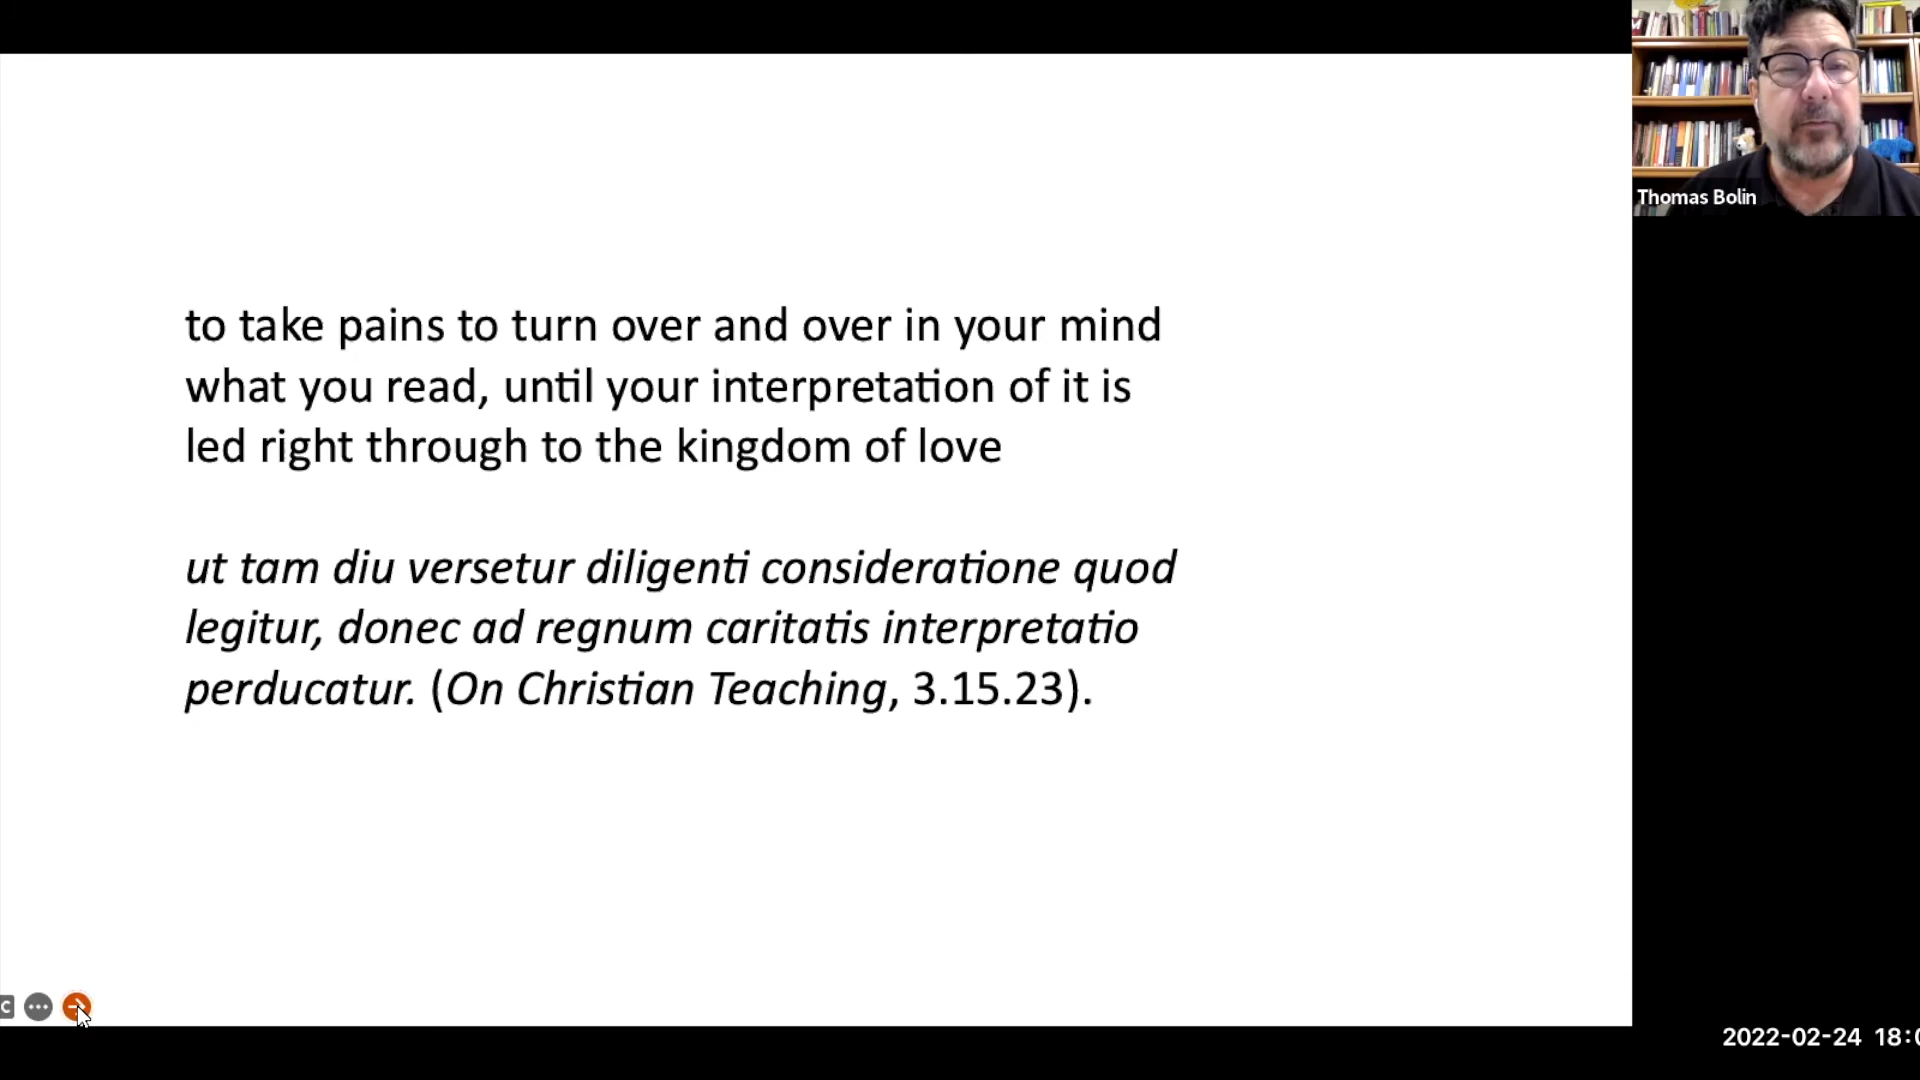 to take pains to turn over and over in your mind
what you read, until your interpretation of it is
led right through to the kingdom of love
ut tam diu versetur diligenti consideratione quod
legitur, donec ad regnum caritatis interpretatio
perducatur. (On Christian Teaching, 3.15.23).
Thomas Bolin
2022-02-24 18:0